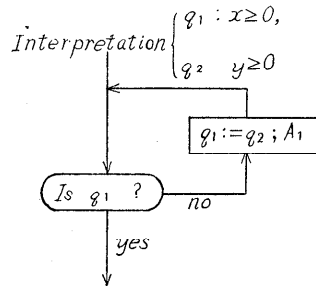 q₁ : x≥0,
Interpretation
q₂ y≥0
q₁:=q₂ ; A₁
Is q₁ ?
no
yes